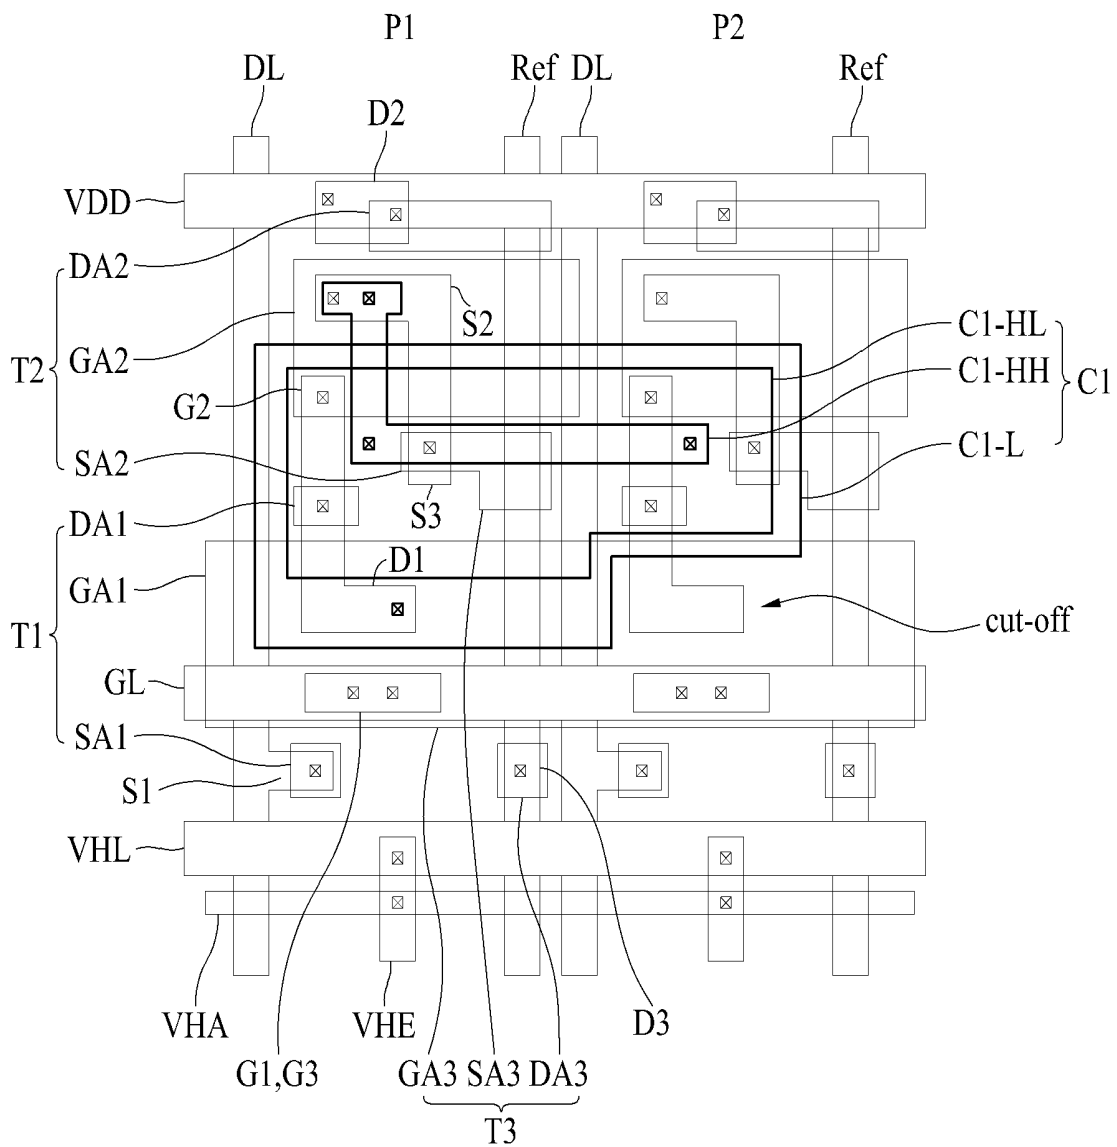 P1 P2
DL Ref DL Ref
D2
VDD
DA2
S2 C1-HL
GA2 C1-HH
T2 G2 C1
SA2 C1-L
DA1 S3
GA1 D1
T1 cut-off
GL
SA1
S1
VHL
VHA VHE D3
G1,G3 GA3 SA3 DA3
T3